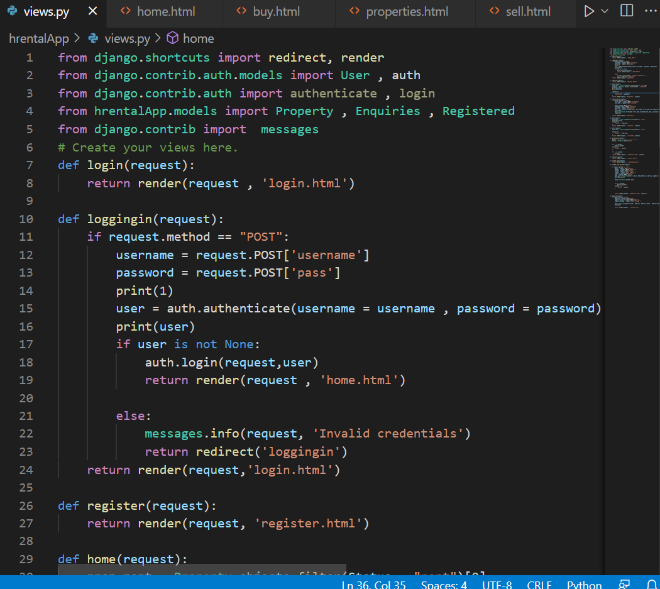 views.py home.html buy.html properties.html sell.html
hrentalApp > views.py > home
1 from django.shortcuts import redirect, render
2 from django.contrib.auth.models import User , auth
3 from django.contrib.auth import authenticate , login
4 from hrentalApp.models import Property , Enquiries , Registered
5 from django.contrib import  messages
6 # Create your views here.
7 def login(request):
8     return render(request , 'login.html')
9
10 def loggingin(request):
11     if request.method == "POST":
12         username = request.POST['username']
13         password = request.POST['pass']
14         print(1)
15         user = auth.authenticate(username = username , password = password)
16         print(user)
17         if user is not None:
18             auth.login(request,user)
19             return render(request , 'home.html')
20
21         else:
22             messages.info(request, 'Invalid credentials')
23             return redirect('loggingin')
24     return render(request,'login.html')
25
26 def register(request):
27     return render(request, 'register.html')
28
29 def home(request):
Ln 36, Col 35 Spaces: 4 UTF-8 CRLF Python